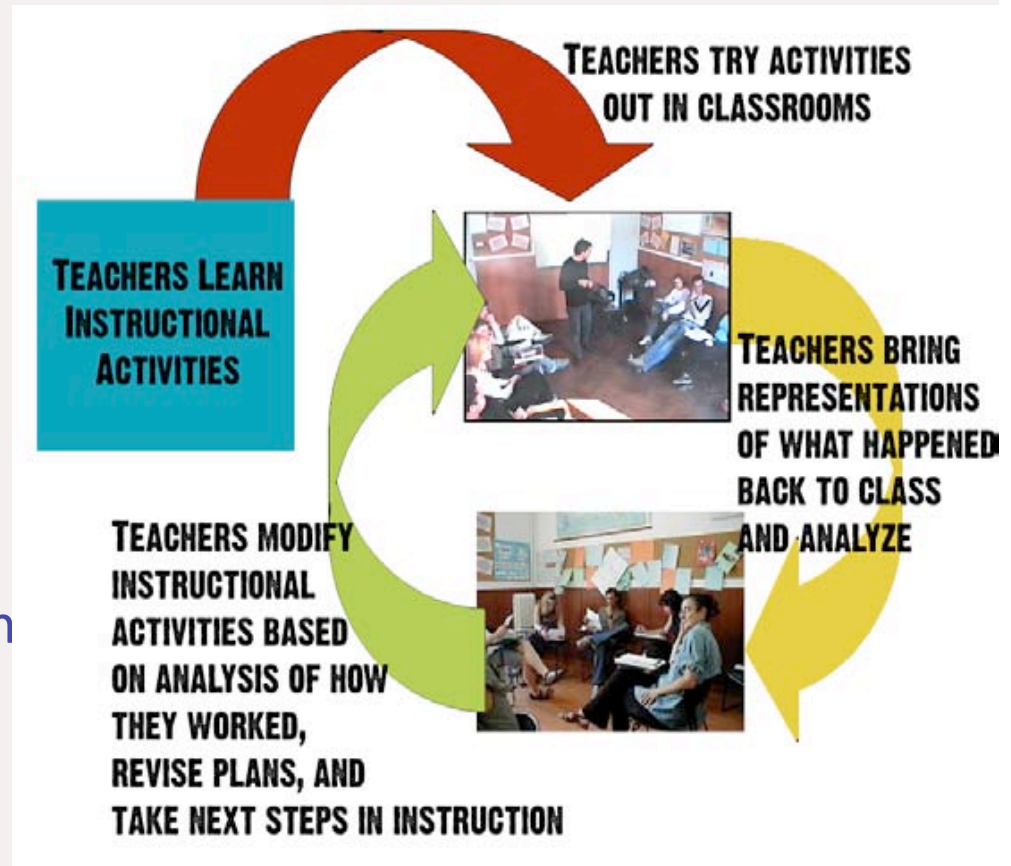 TEACHERS TRY ACTIVITIES
OUT IN CLASSROOMS
TEACHERS LEARN
INSTRUCTIONAL
ACTIVITIES
TEACHERS BRING
REPRESENTATIONS
OF WHAT HAPPENED
BACK TO CLASS
AND ANALYZE
TEACHERS MODIFY
INSTRUCTIONAL
ACTIVITIES BASED
ON ANALYSIS OF HOW
THEY WORKED,
REVISE PLANS, AND
TAKE NEXT STEPS IN INSTRUCTION